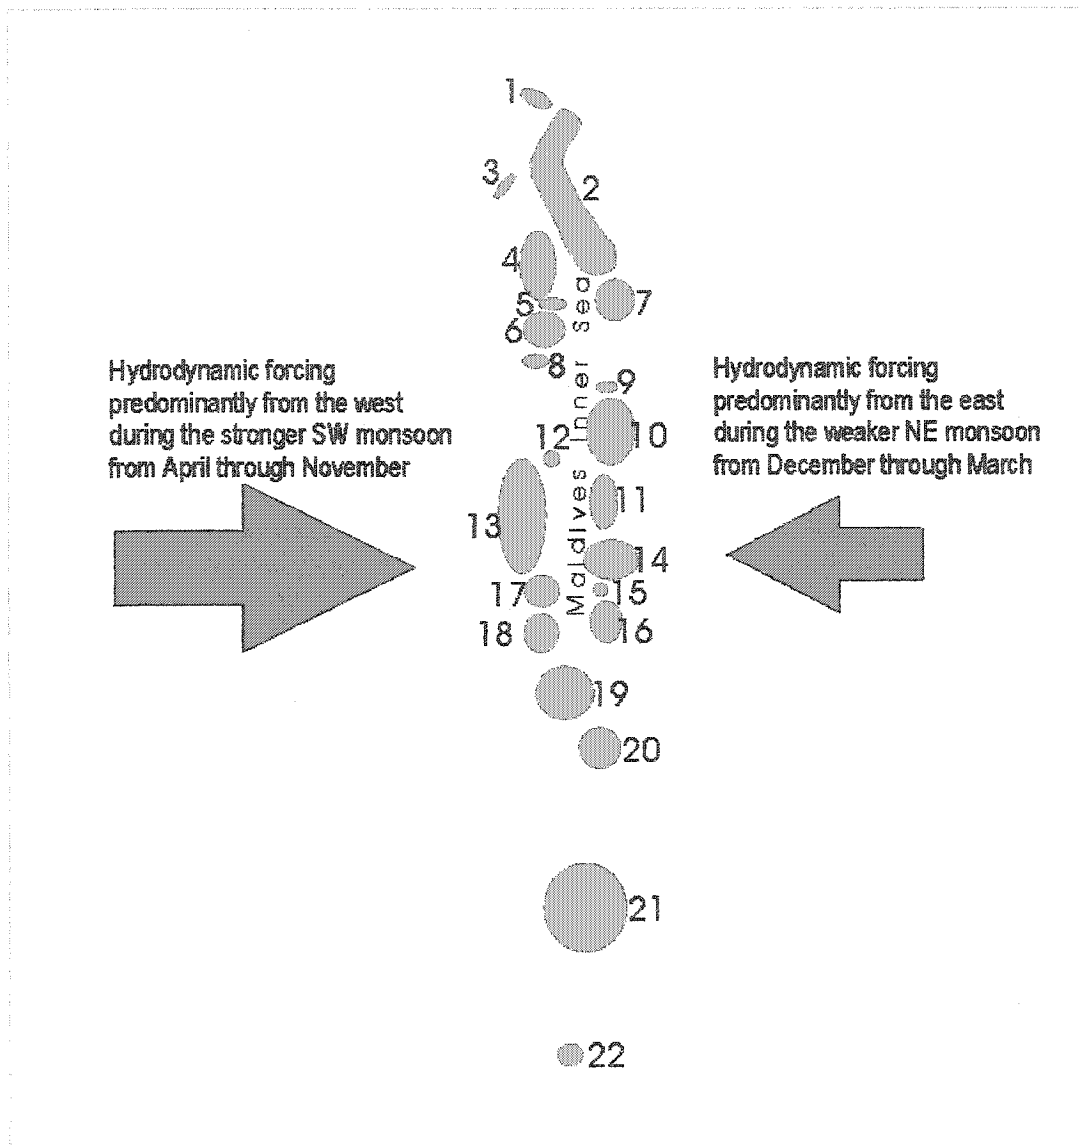 1
3
2
4
5
7
6
8
9
12
10
11
13
14
17
15
18
16
19
20
21
22
Maldives Inner Sea
Hydrodynamic forcing
predominantly from the west
during the stronger SW monsoon
from April through November
Hydrodynamic forcing
predominantly from the east
during the weaker NE monsoon
from December through March